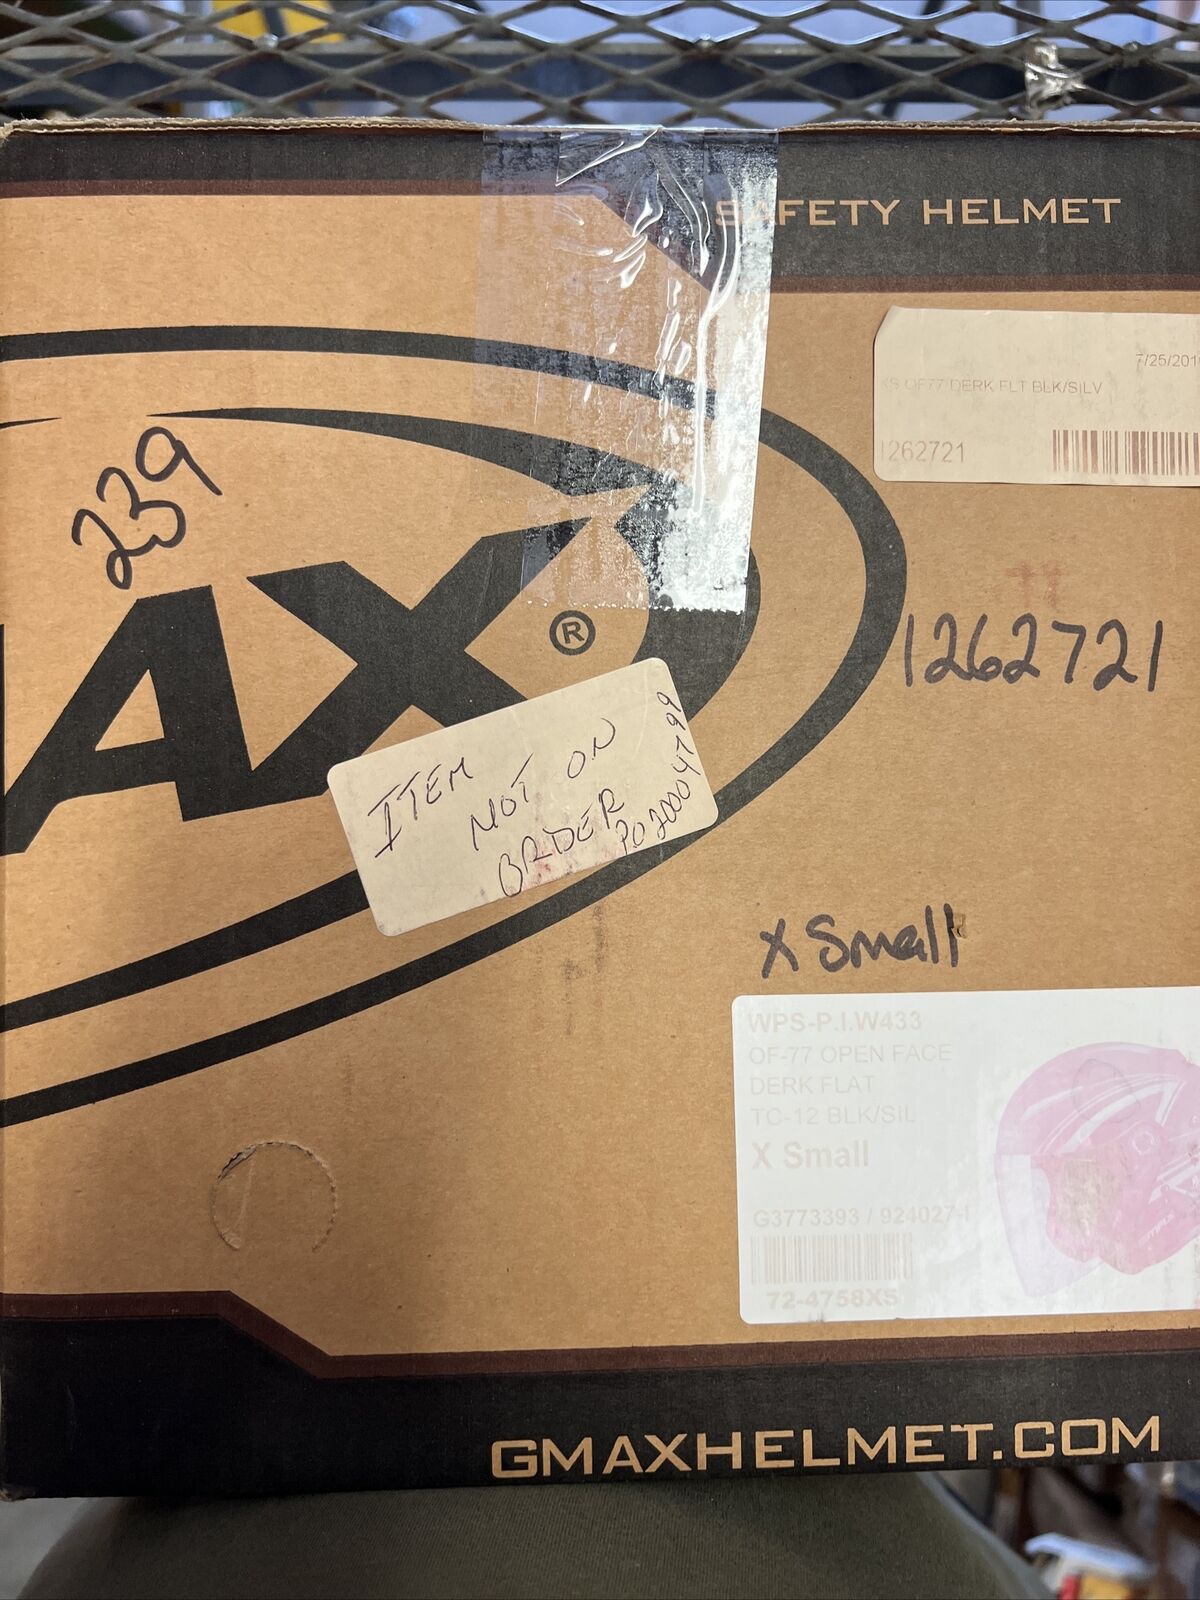 SAFETY HELMET
7/25/201
XS OF77 DERK FLT BLK/SILV
1262721
239
AX®
1262721
ITEM
NOT ON
ORDER
PO 20004799
X Small
WPS-P.I.W433
OF-77 OPEN FACE
DERK FLAT
TC-12 BLK/SIL
X Small
G3773393 / 924027-1
72-4758XS
GMAXHELMET.COM